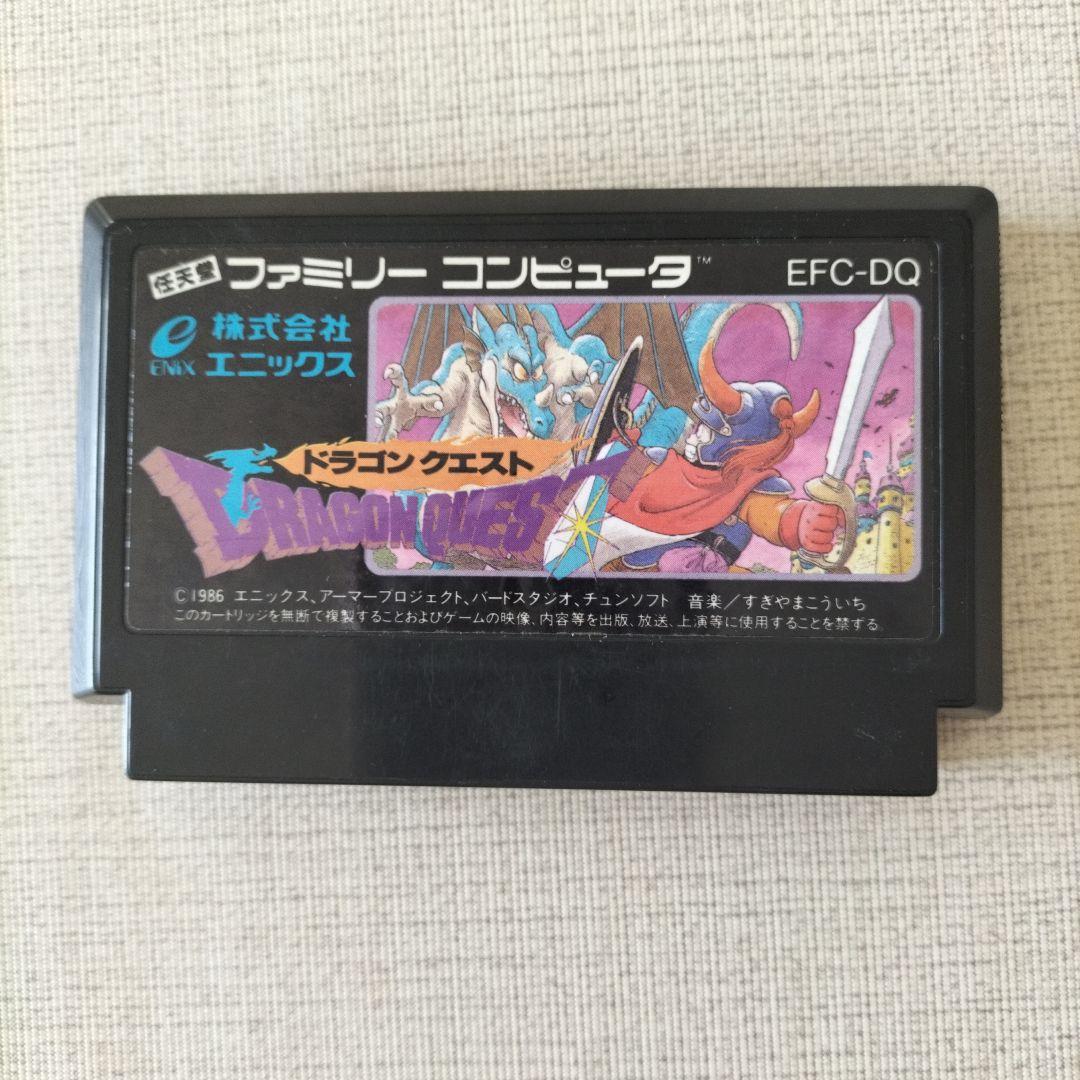 任天堂 ファミリー コンピュータ™ EFC-DQ
ENIX 株式会社
エニックス
ドラゴンクエスト
DRAGON QUEST
©1986 エニックス、アーマープロジェクト、バードスタジオ、チュンソフト 音楽/すぎやまこういち
このカートリッジを無断で複製することおよびゲームの映像、内容等を出版、放送、上演等に使用することを禁する。